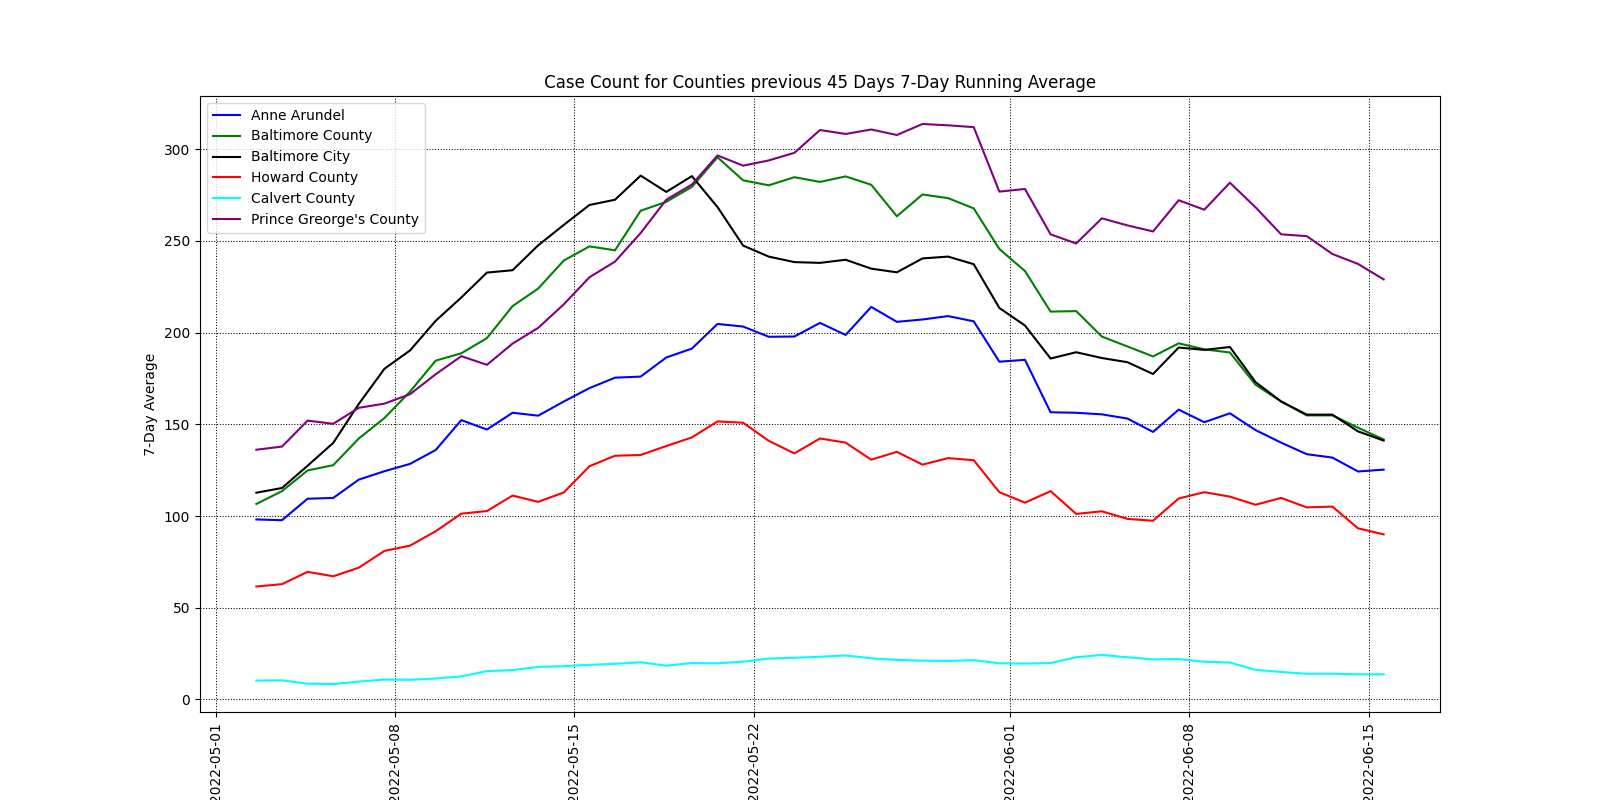 Case Count for Counties previous 45 Days 7-Day Running Average
Anne Arundel
Baltimore County
Baltimore City
Howard County
Calvert County
Prince Greorge's County
7-Day Average
300
250
200
150
100
50
0
2022-05-01
2022-05-08
2022-05-15
2022-05-22
2022-06-01
2022-06-08
2022-06-15